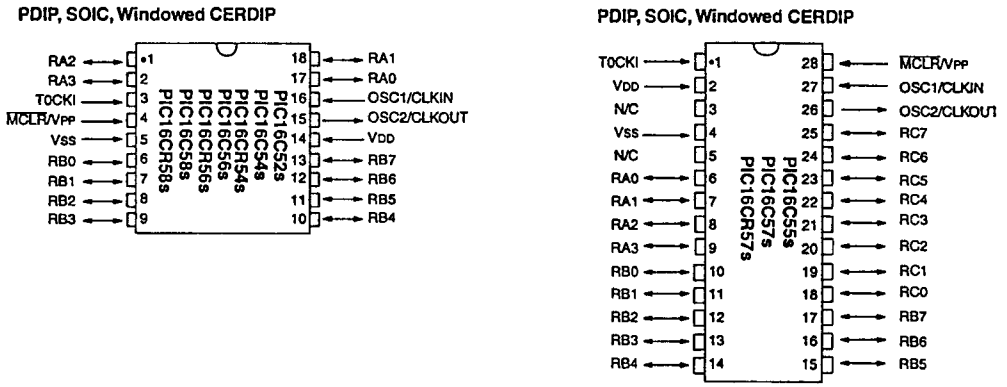 PDIP, SOIC, Windowed CERDIP
RA2 •1 18 RA1
RA3 2 17 RA0
T0CKI 3 16 OSC1/CLKIN
MCLR/VPP 4 15 OSC2/CLKOUT
VSS 5 14 VDD
RB0 6 13 RB7
RB1 7 12 RB6
RB2 8 11 RB5
RB3 9 10 RB4
PIC16C52s
PIC16C54s
PIC16CR54s
PIC16C56s
PIC16CR56s
PIC16C58s
PIC16CR58s
PDIP, SOIC, Windowed CERDIP
T0CKI •1 28 MCLR/VPP
VDD 2 27 OSC1/CLKIN
N/C 3 26 OSC2/CLKOUT
VSS 4 25 RC7
N/C 5 24 RC6
RA0 6 23 RC5
RA1 7 22 RC4
RA2 8 21 RC3
RA3 9 20 RC2
RB0 10 19 RC1
RB1 11 18 RC0
RB2 12 17 RB7
RB3 13 16 RB6
RB4 14 15 RB5
PIC16C55s
PIC16C57s
PIC16CR57s